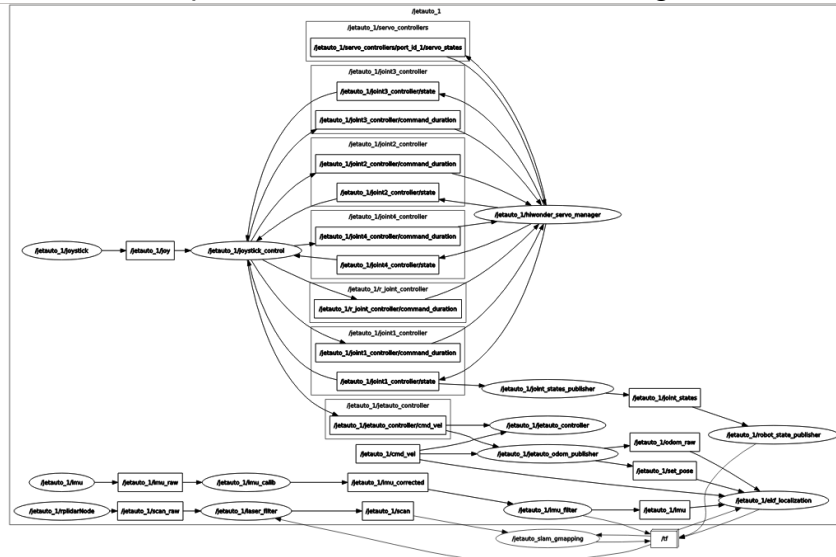 /jetauto_1
/jetauto_1/servo_controllers
/jetauto_1/servo_controllers/port_id_1/servo_states
/jetauto_1/joint3_controller
/jetauto_1/joint3_controller/state
/jetauto_1/joint3_controller/command_duration
/jetauto_1/joint2_controller
/jetauto_1/joint2_controller/command_duration
/jetauto_1/joint2_controller/state
/jetauto_1/hiwonder_servo_manager
/jetauto_1/joint4_controller
/jetauto_1/joint4_controller/command_duration
/jetauto_1/joystick
/jetauto_1/joy
/jetauto_1/joystick_control
/jetauto_1/joint4_controller/state
/jetauto_1/r_joint_controller
/jetauto_1/r_joint_controller/command_duration
/jetauto_1/joint1_controller
/jetauto_1/joint1_controller/command_duration
/jetauto_1/joint1_controller/state
/jetauto_1/joint_states_publisher
/jetauto_1/joint_states
/jetauto_1/jetauto_controller
/jetauto_1/jetauto_controller/cmd_vel
/jetauto_1/jetauto_controller
/jetauto_1/robot_state_publisher
/jetauto_1/cmd_vel
/jetauto_1/jetauto_odom_publisher
/jetauto_1/odom_raw
/jetauto_1/set_pose
/jetauto_1/imu
/jetauto_1/imu_raw
/jetauto_1/imu_calib
/jetauto_1/imu_corrected
/jetauto_1/ekf_localization
/jetauto_1/rplidarNode
/jetauto_1/scan_raw
/jetauto_1/laser_filter
/jetauto_1/scan
/jetauto_1/imu_filter
/jetauto_1/imu
/jetauto_slam_gmapping
/tf